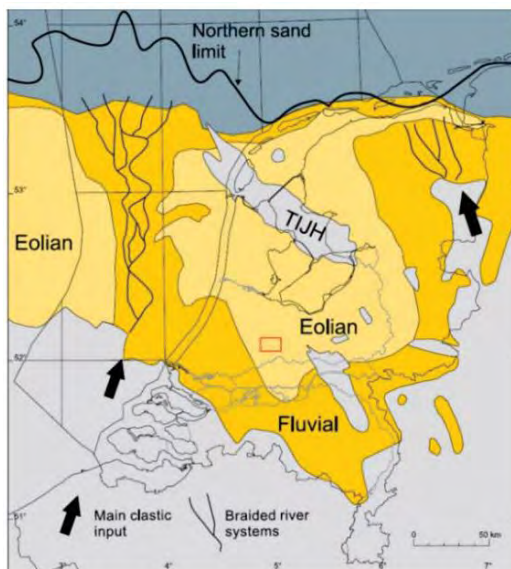 54°
Northern sand
limit
53°
TIJH
Eolian
Eolian
52°
Fluvial
51°
Main clastic
input
Braided river
systems
0
50 km
3°
4°
5°
6°
7°